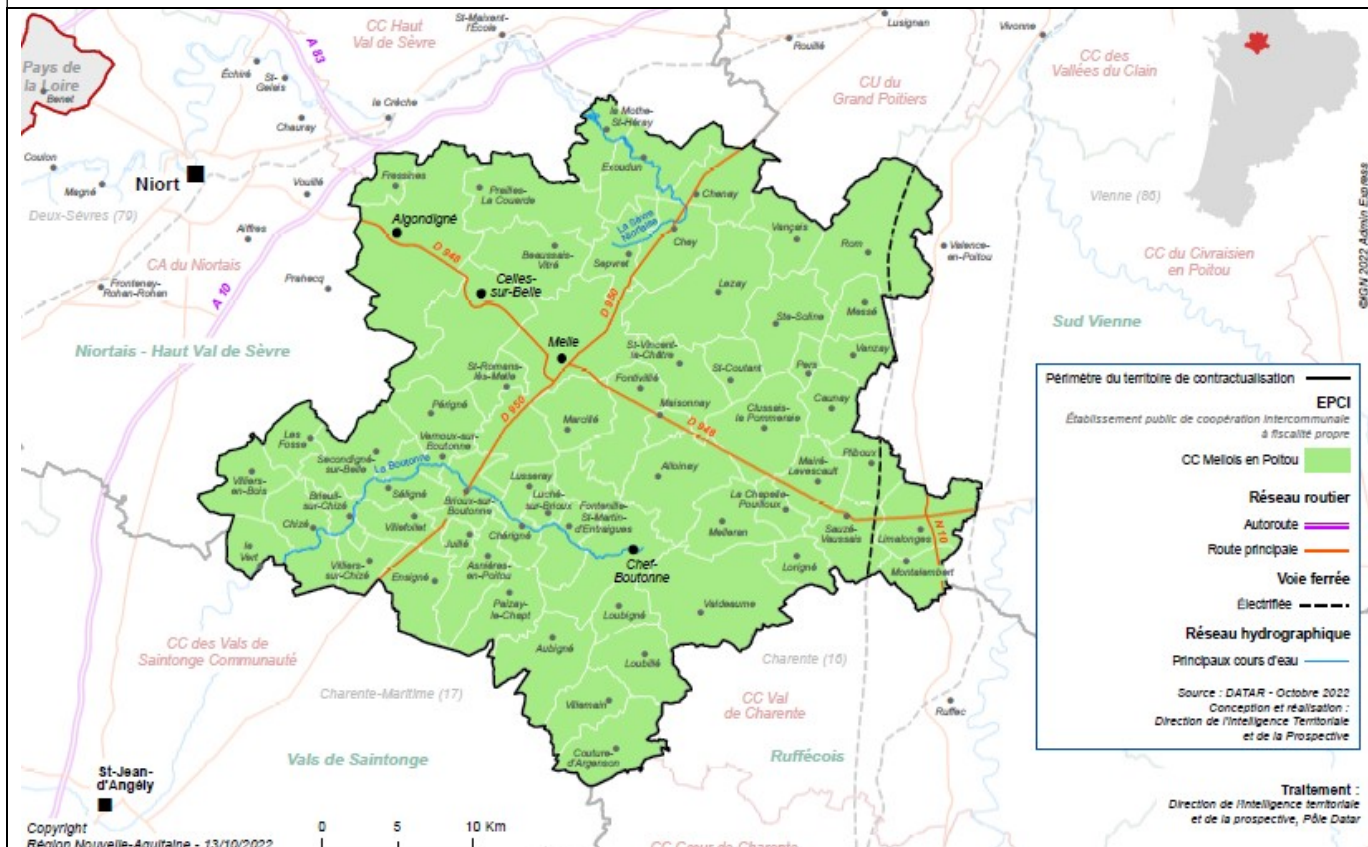 CC Haut
Val de Sèvre
St-Maixent-
l'École
Lusignan
Rouillé
Vivonne
A 83
Pays de
la Loire
Benet
Échiré
St-
Gelais
la Crèche
Chauray
CC des
Vallées du Clain
CU du
Grand Poitiers
la Mothe-
St-Héray
Exoudun
Coulon
Magné
Niort
Vouillé
Fressines
Prailles-
La Couarde
Chenay
Vienne (86)
©IGN 2022 Admin Express
Deux-Sèvres (79)
Aiffres
Aigondigné
La Sèvre
Niortaise
Chey
Vançais
Rom
Valence-
en-Poitou
CA du Niortais
D 948
Beaussais-
Vitré
Sepvret
CC du Civraisien
en Poitou
Frontenay-
Rohan-Rohan
Prahecq
A 10
Celles-
sur-Belle
D 950
Lezay
Messé
Ste-Soline
Sud Vienne
Niortais - Haut Val de Sèvre
Melle
St-Vincent-
la-Châtre
Vanzay
St-Romans-
lès-Melle
Fontivillié
St-Coutant
Pers
Périgné
D 950
Maisonnay
Clussais-
la Pommeraie
Caunay
Marcillé
D 948
Les
Fosse
Vernoux-sur-
Boutonne
Secondigné-
sur-Belle
La Boutonne
Mairé-
Levescault
Pliboux
Alloinay
Villiers-
en-Bois
Lusseray
Brieuil-
sur-Chizé
Séligné
Brioux-sur-
Boutonne
Luché-
sur-Brioux
Fontenille-
St-Martin-
d'Entraigues
La Chapelle-
Pouilloux
Chizé
Villefollet
Chérigné
Melleran
Sauzé-
Vaussais
Limalonges
N 10
le
Vert
Juillé
Chef-
Boutonne
Villiers-
sur-Chizé
Ensigné
Asnières-
en-Poitou
Lorigné
Montalembert
Paizay-
le-Chapt
Loubigné
Valdelaume
CC des Vals de
Saintonge Communauté
Aubigné
Loubillé
Charente (16)
Charente-Maritime (17)
Villemain
CC Val
de Charente
Ruffec
Couture-
d'Argenson
Vals de Saintonge
Ruffécois
St-Jean-
d'Angély
Périmètre du territoire de contractualisation
EPCI
Établissement public de coopération intercommunale
à fiscalité propre
CC Mellois en Poitou
Réseau routier
Autoroute
Route principale
Voie ferrée
Électrifiée
Réseau hydrographique
Principaux cours d'eau
Source : DATAR - Octobre 2022
Conception et réalisation :
Direction de l'Intelligence Territoriale
et de la Prospective
Traitement :
Direction de l'intelligence territoriale
et de la prospective, Pôle Datar
Copyright
Région Nouvelle-Aquitaine - 13/10/2022
0 5 10 Km
CC Cœur de Charente